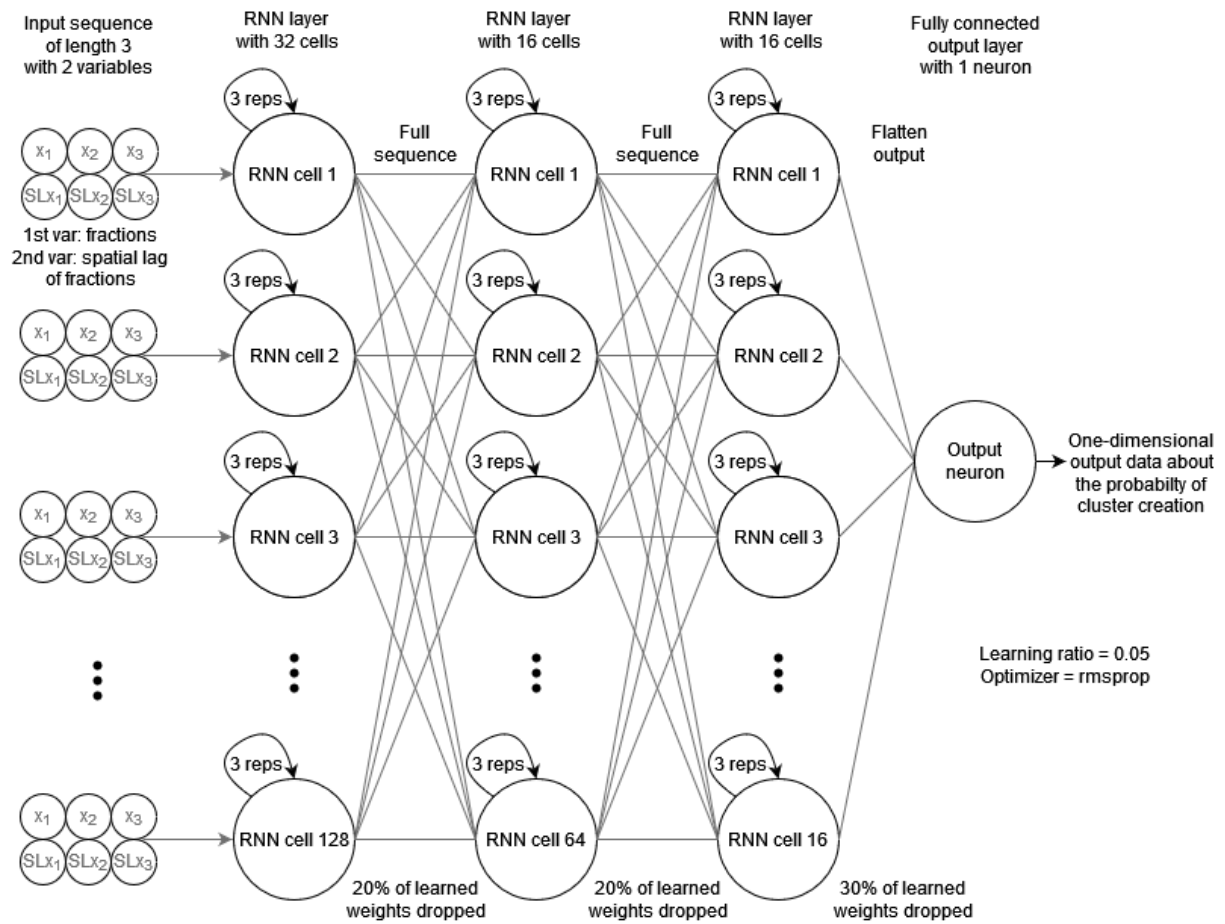 Input sequence
of length 3
with 2 variables
RNN layer
with 32 cells
RNN layer
with 16 cells
RNN layer
with 16 cells
Fully connected
output layer
with 1 neuron
3 reps
3 reps
3 reps
x₁ x₂ x₃
SLx₁ SLx₂ SLx₃
RNN cell 1
Full
sequence
RNN cell 1
Full
sequence
RNN cell 1
Flatten
output
1st var: fractions
2nd var: spatial lag
of fractions
3 reps
3 reps
3 reps
x₁ x₂ x₃
SLx₁ SLx₂ SLx₃
RNN cell 2
RNN cell 2
RNN cell 2
3 reps
3 reps
3 reps
Output
neuron
One-dimensional
output data about
the probabilty of
cluster creation
x₁ x₂ x₃
SLx₁ SLx₂ SLx₃
RNN cell 3
RNN cell 3
RNN cell 3
Learning ratio = 0.05
Optimizer = rmsprop
3 reps
3 reps
3 reps
x₁ x₂ x₃
SLx₁ SLx₂ SLx₃
RNN cell 128
RNN cell 64
RNN cell 16
20% of learned
weights dropped
20% of learned
weights dropped
30% of learned
weights dropped